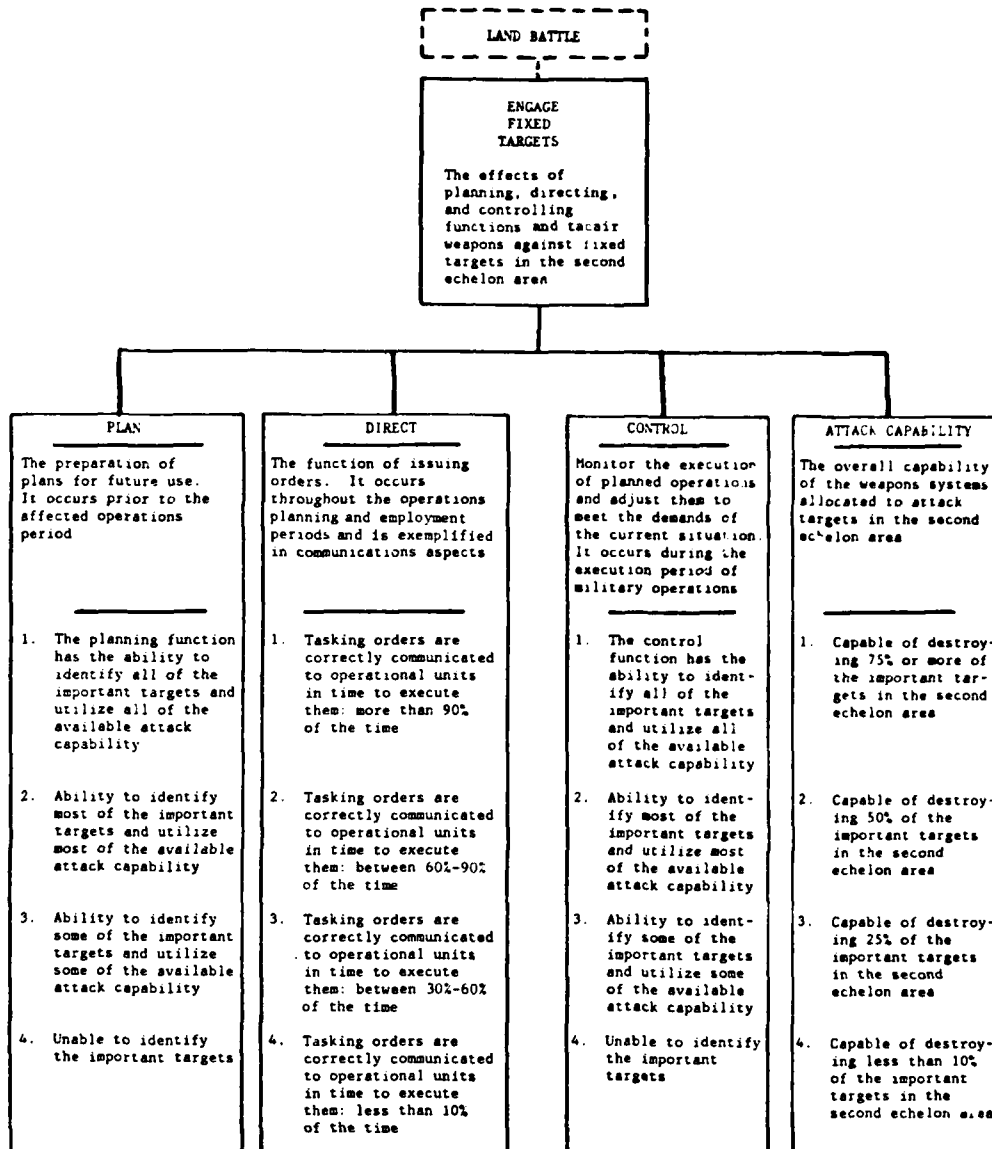 LAND BATTLE
ENGAGE
FIXED
TARGETS
The effects of
planning, directing,
and controlling
functions and tacair
weapons against fixed
targets in the second
echelon area
PLAN
The preparation of
plans for future use.
It occurs prior to the
affected operations
period
1. The planning function
has the ability to
identify all of the
important targets and
utilize all of the
available attack
capability
2. Ability to identify
most of the important
targets and utilize
most of the available
attack capability
3. Ability to identify
some of the important
targets and utilize
some of the available
attack capability
4. Unable to identify
the important targets
DIRECT
The function of issuing
orders. It occurs
throughout the operations
planning and employment
periods and is exemplified
in communications aspects
1. Tasking orders are
correctly communicated
to operational units
in time to execute
them: more than 90%
of the time
2. Tasking orders are
correctly communicated
to operational units
in time to execute
them: between 60%-90%
of the time
3. Tasking orders are
correctly communicated
to operational units
in time to execute
them: between 30%-60%
of the time
4. Tasking orders are
correctly communicated
to operational units
in time to execute
them: less than 10%
of the time
CONTROL
Monitor the execution
of planned operations
and adjust them to
meet the demands of
the current situation.
It occurs during the
execution period of
military operations
1. The control
function has the
ability to ident-
ify all of the
important targets
and utilize all
of the available
attack capability
2. Ability to ident-
ify most of the
important targets
and utilize most
of the available
attack capability
3. Ability to ident-
ify some of the
important targets
and utilize some
of the available
attack capability
4. Unable to identify
the important
targets
ATTACK CAPABILITY
The overall capability
of the weapons systems
allocated to attack
targets in the second
echelon area
1. Capable of destroy-
ing 75% or more of
the important tar-
gets in the second
echelon area
2. Capable of destroy-
ing 50% of the
important targets
in the second
echelon area
3. Capable of destroy-
ing 25% of the
important targets
in the second
echelon area
4. Capable of destroy-
ing less than 10%
of the important
targets in the
second echelon area